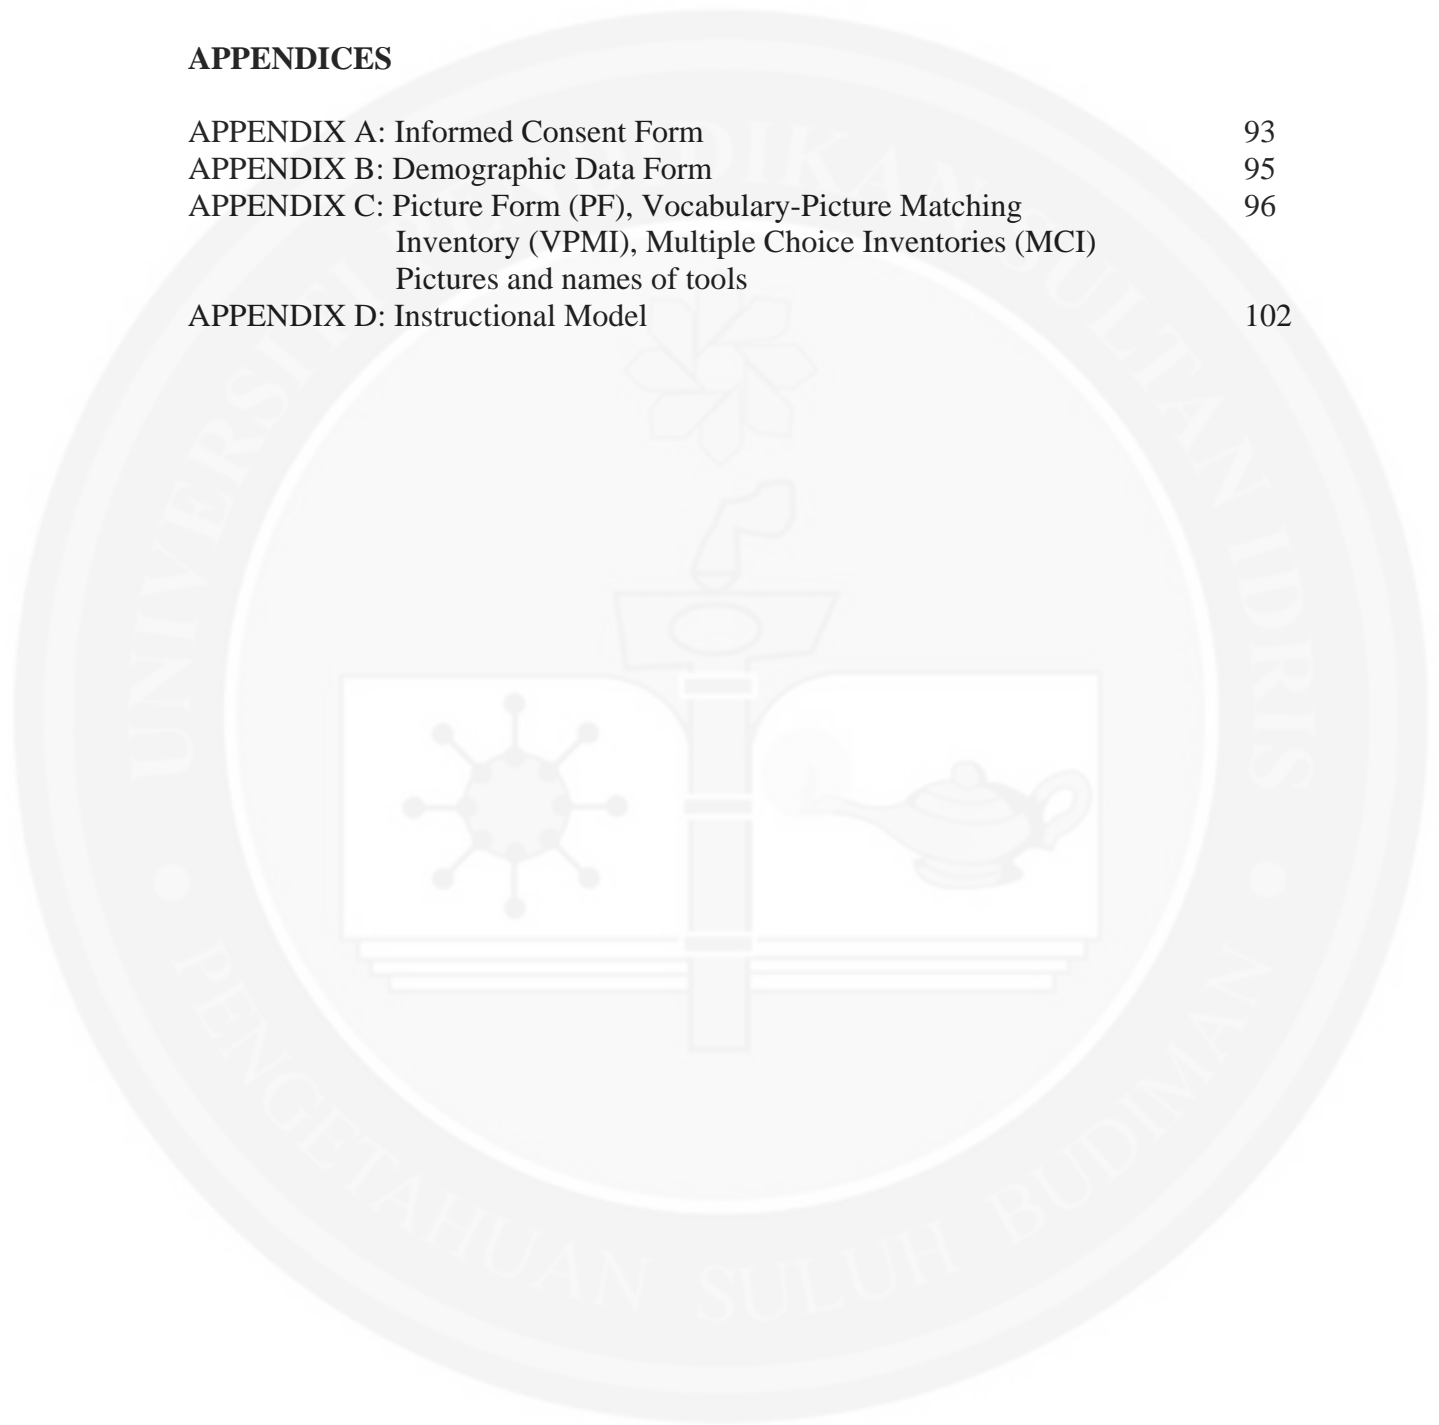 APPENDICES
APPENDIX A: Informed Consent Form 93
APPENDIX B: Demographic Data Form 95
APPENDIX C: Picture Form (PF), Vocabulary-Picture Matching 96
Inventory (VPMI), Multiple Choice Inventories (MCI)
Pictures and names of tools
APPENDIX D: Instructional Model 102
UNIVERSITI PENDIDIKAN SULTAN IDRIS
PENGETAHUAN SULUH BUDIMAN